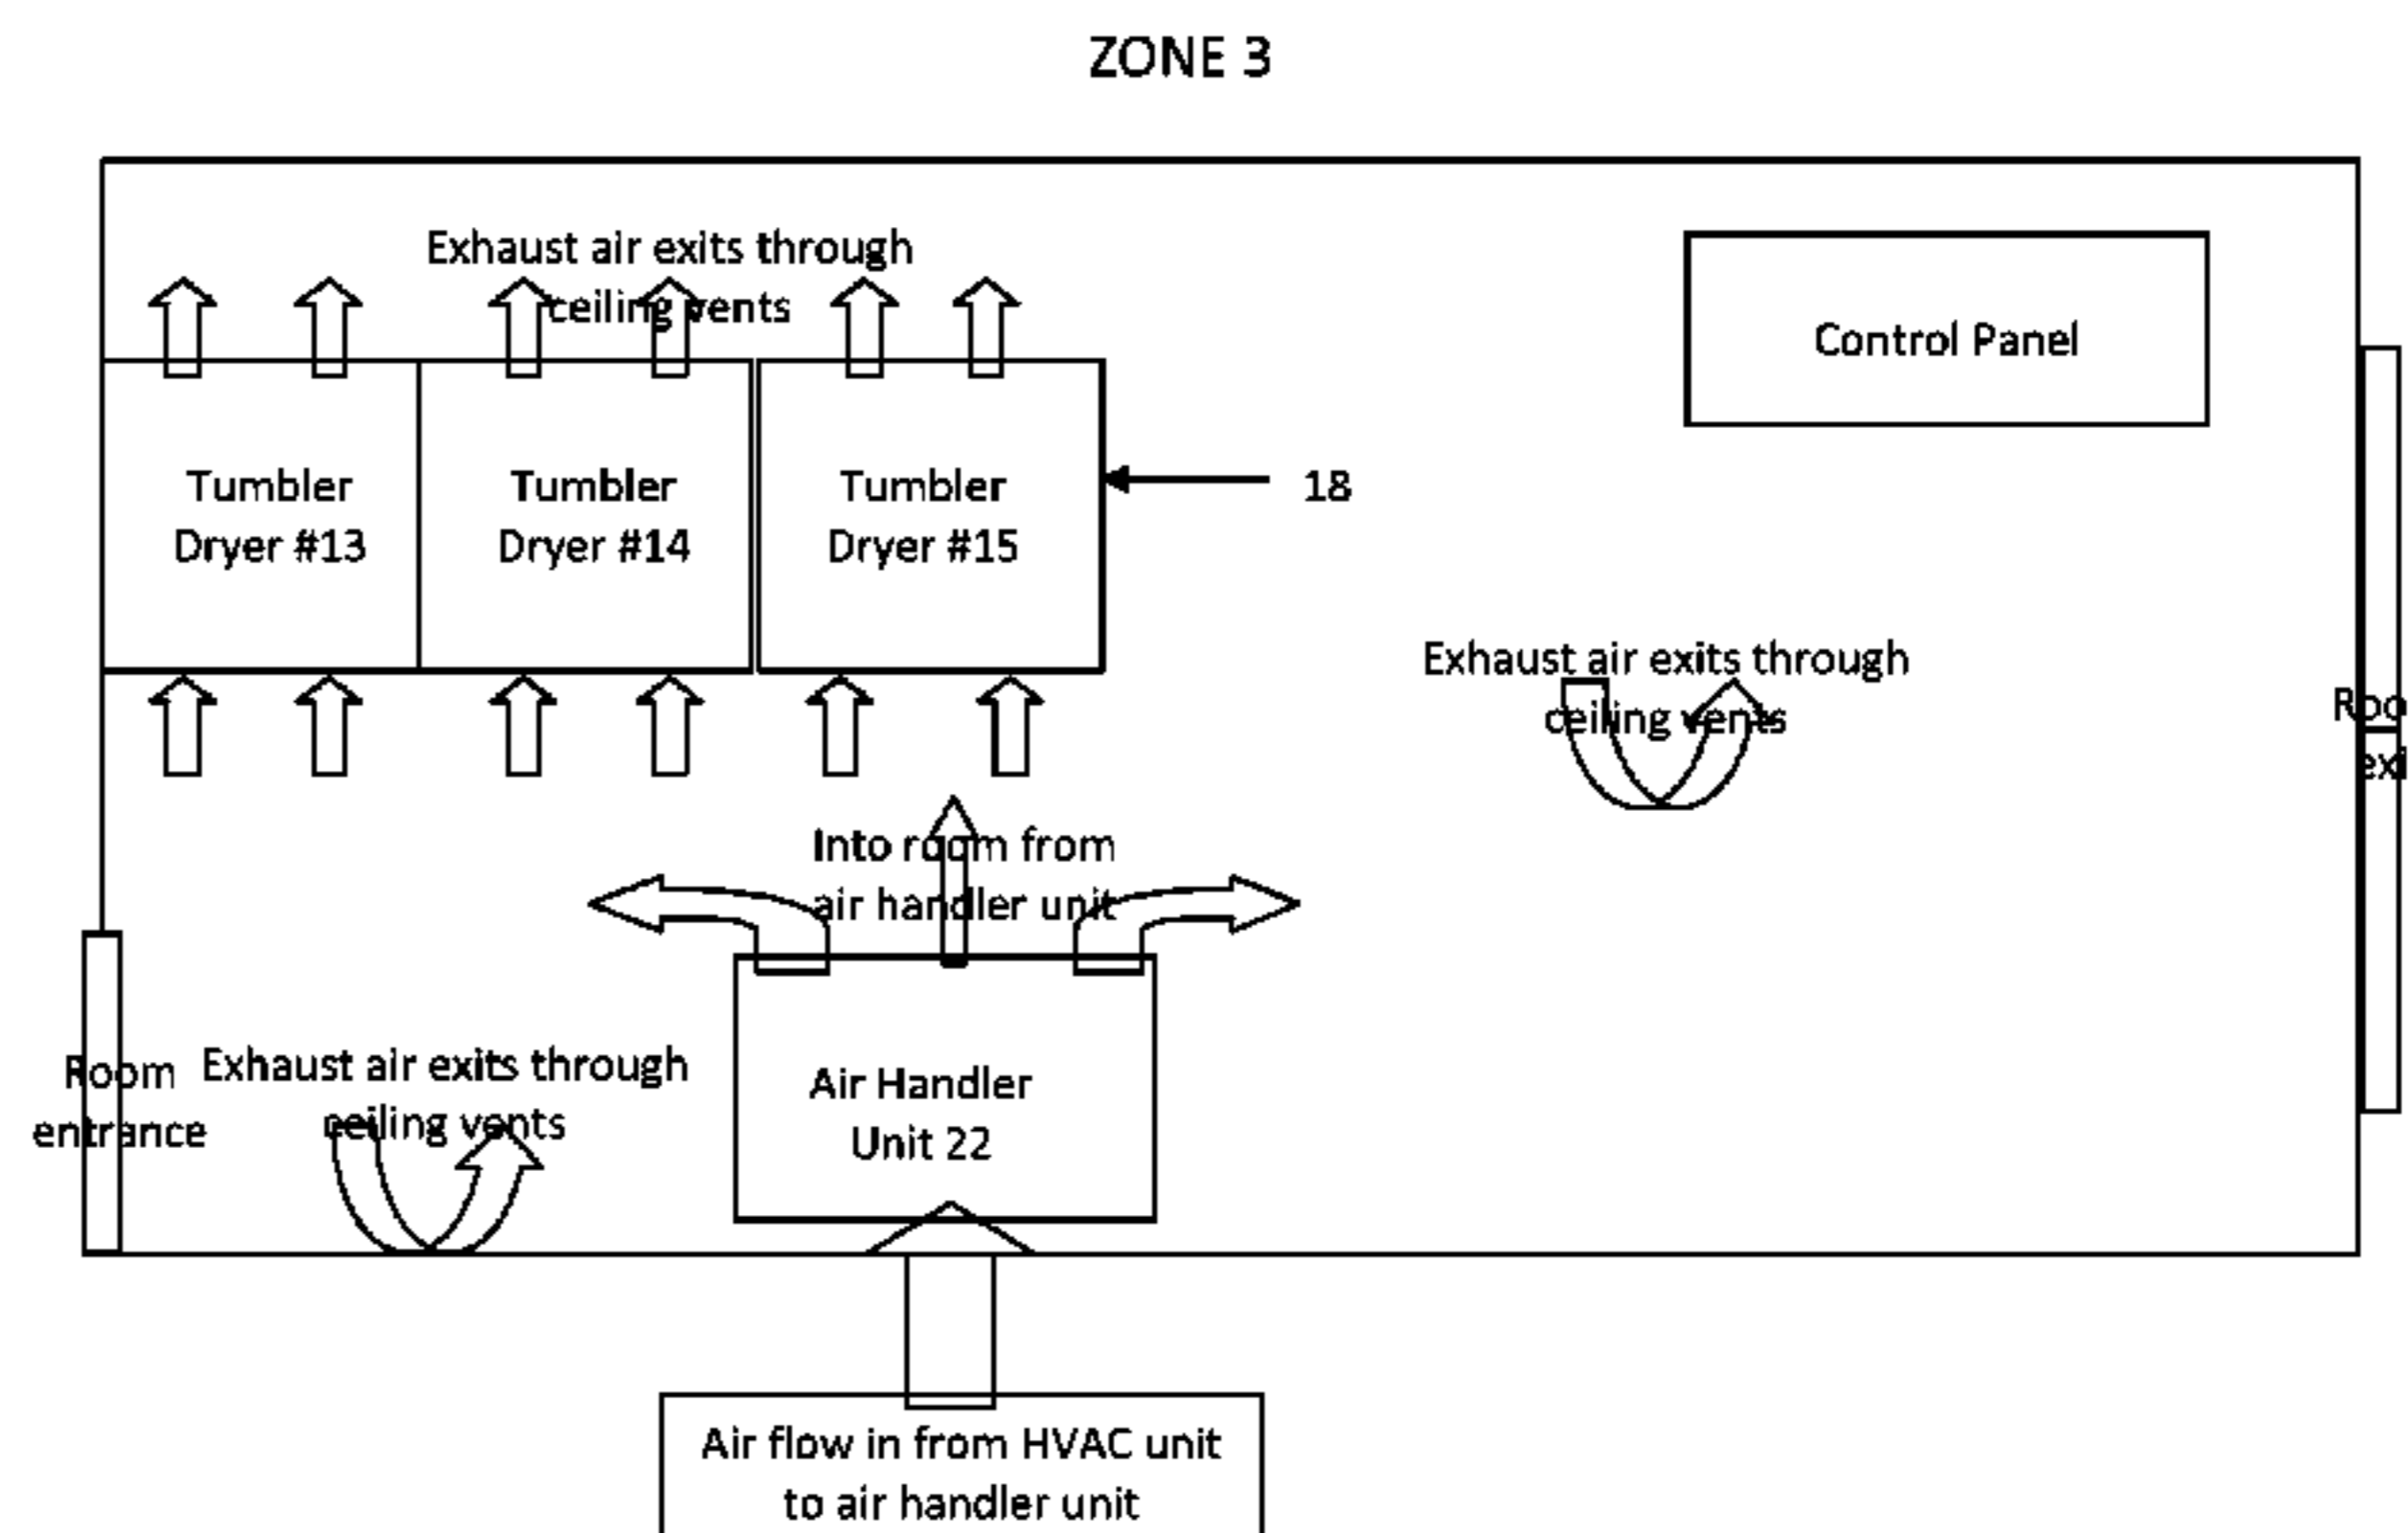 ZONE 3
Exhaust air exits through
ceiling vents
Control Panel
Tumbler
Dryer #13
Tumbler
Dryer #14
Tumbler
Dryer #15
18
Exhaust air exits through
ceiling vents
Roo
exi
Into room from
air handler unit
Room
entrance
Exhaust air exits through
ceiling vents
Air Handler
Unit 22
Air flow in from HVAC unit
to air handler unit